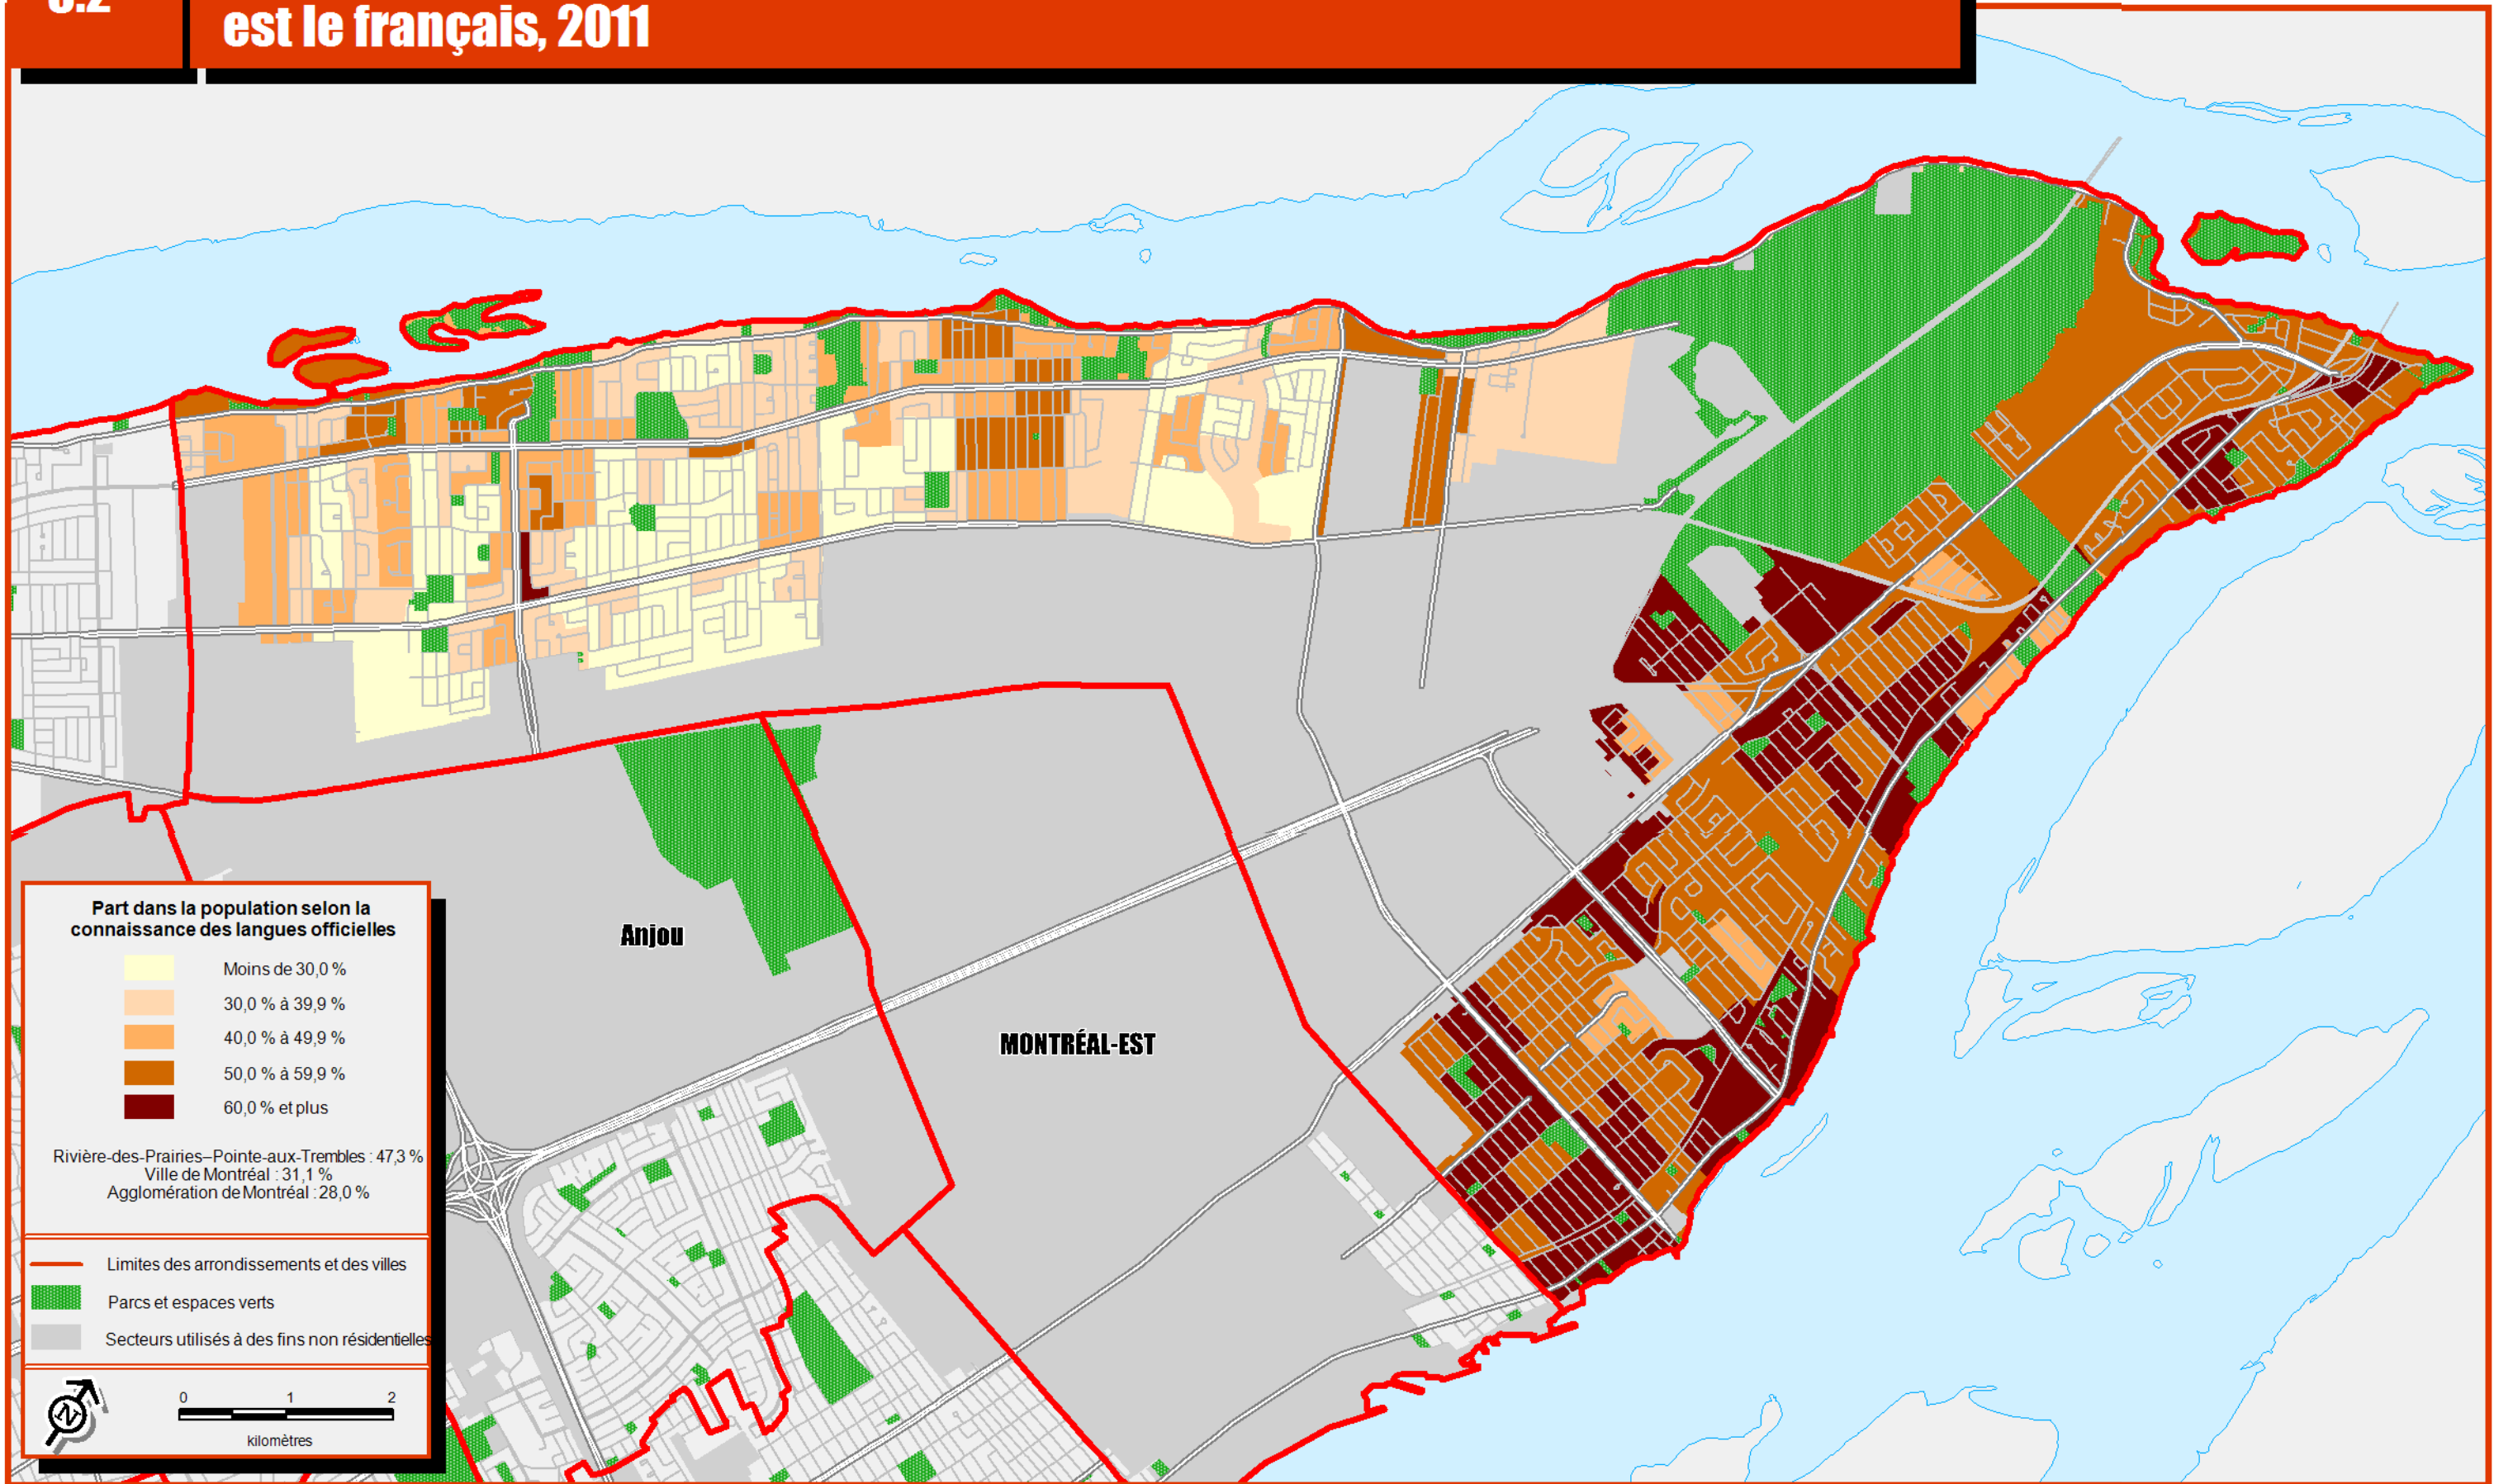 est le français, 2011
Anjou
MONTRÉAL-EST
Part dans la population selon la
connaissance des langues officielles
Moins de 30,0 %
30,0 % à 39,9 %
40,0 % à 49,9 %
50,0 % à 59,9 %
60,0 % et plus
Rivière-des-Prairies–Pointe-aux-Trembles : 47,3 %
Ville de Montréal : 31,1 %
Agglomération de Montréal : 28,0 %
Limites des arrondissements et des villes
Parcs et espaces verts
Secteurs utilisés à des fins non résidentielles
N
0 1 2
kilomètres